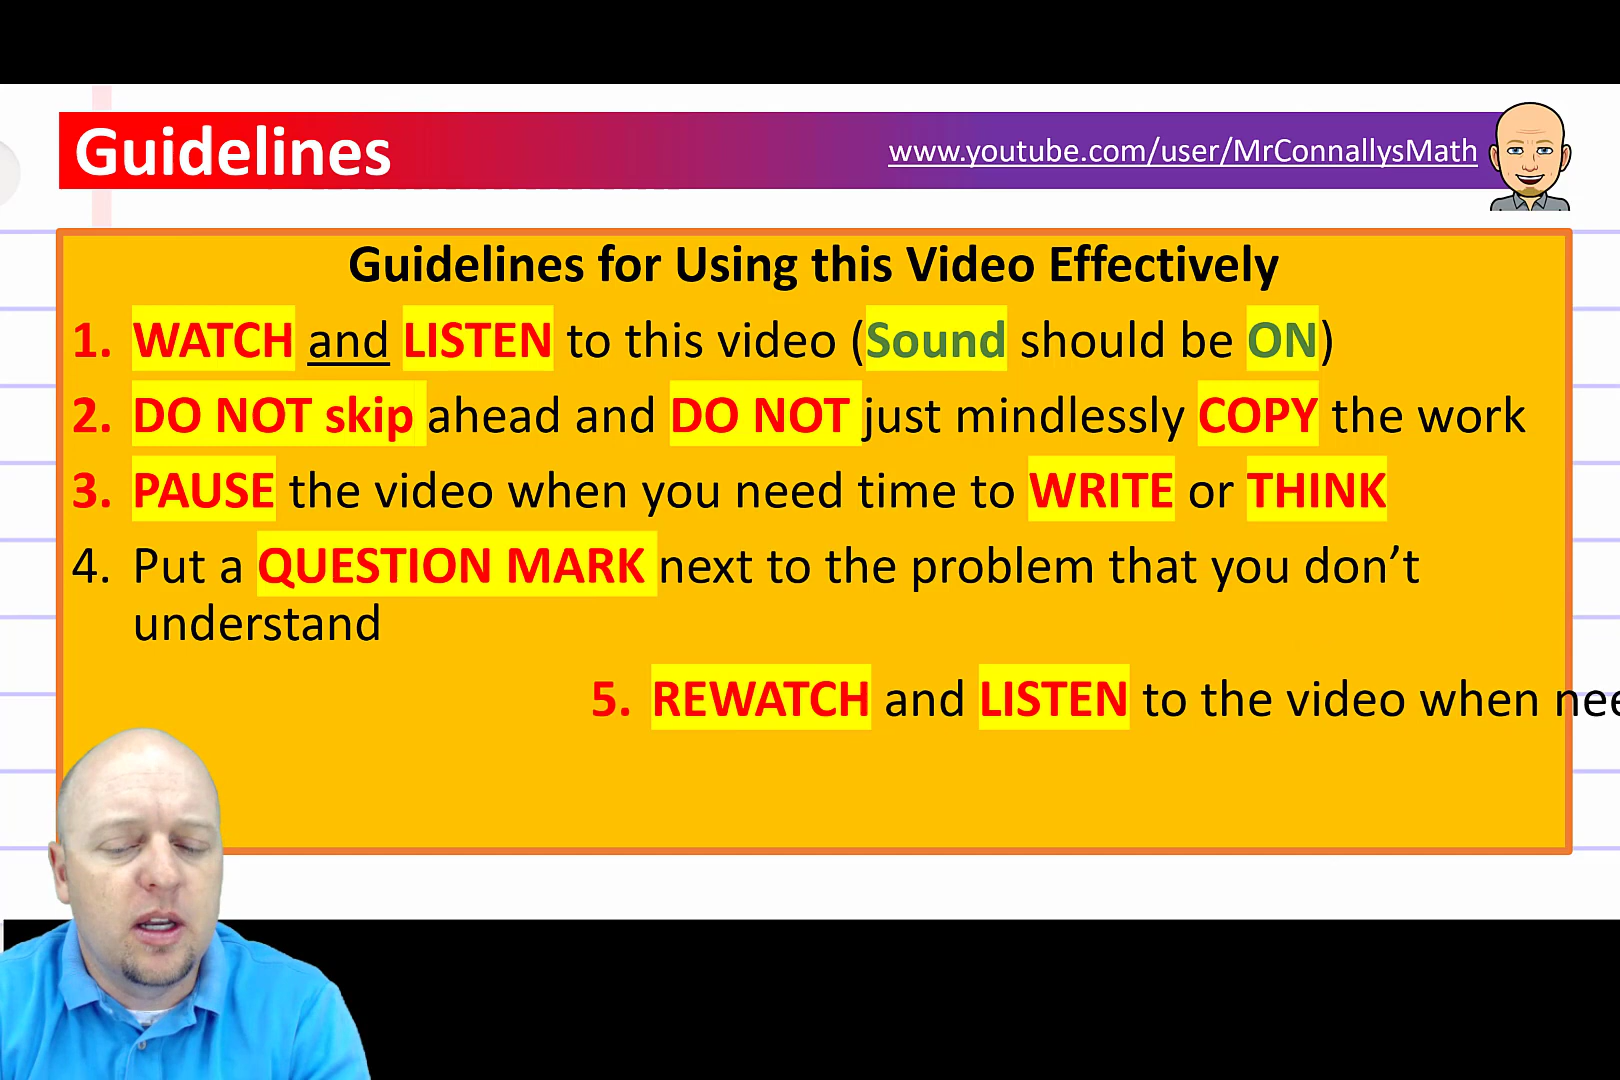 Guidelines
www.youtube.com/user/MrConnallysMath
Guidelines for Using this Video Effectively
1. WATCH and LISTEN to this video (Sound should be ON)
2. DO NOT skip ahead and DO NOT just mindlessly COPY the work
3. PAUSE the video when you need time to WRITE or THINK
4. Put a QUESTION MARK next to the problem that you don’t
understand
5. REWATCH and LISTEN to the video when